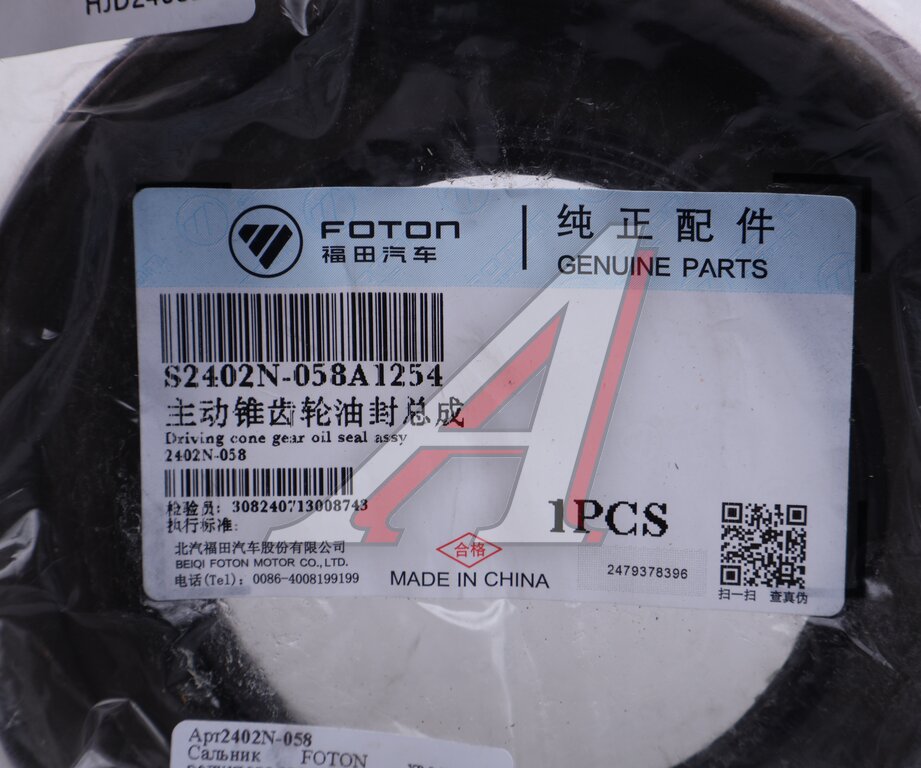 FOTON
福田汽车
纯正配件
GENUINE PARTS
S2402N-058A1254
主动锥齿轮油封总成
Driving cone gear oil seal assy
2402N-058
检验员: 308240713008743
执行标准:
北汽福田汽车股份有限公司
BEIQI FOTON MOTOR CO.,LTD.
电话(Tel): 0086-4008199199
合格
MADE IN CHINA
1PCS
2479378396
扫一扫 查真伪
Арт2402N-058
Сальник FOTON